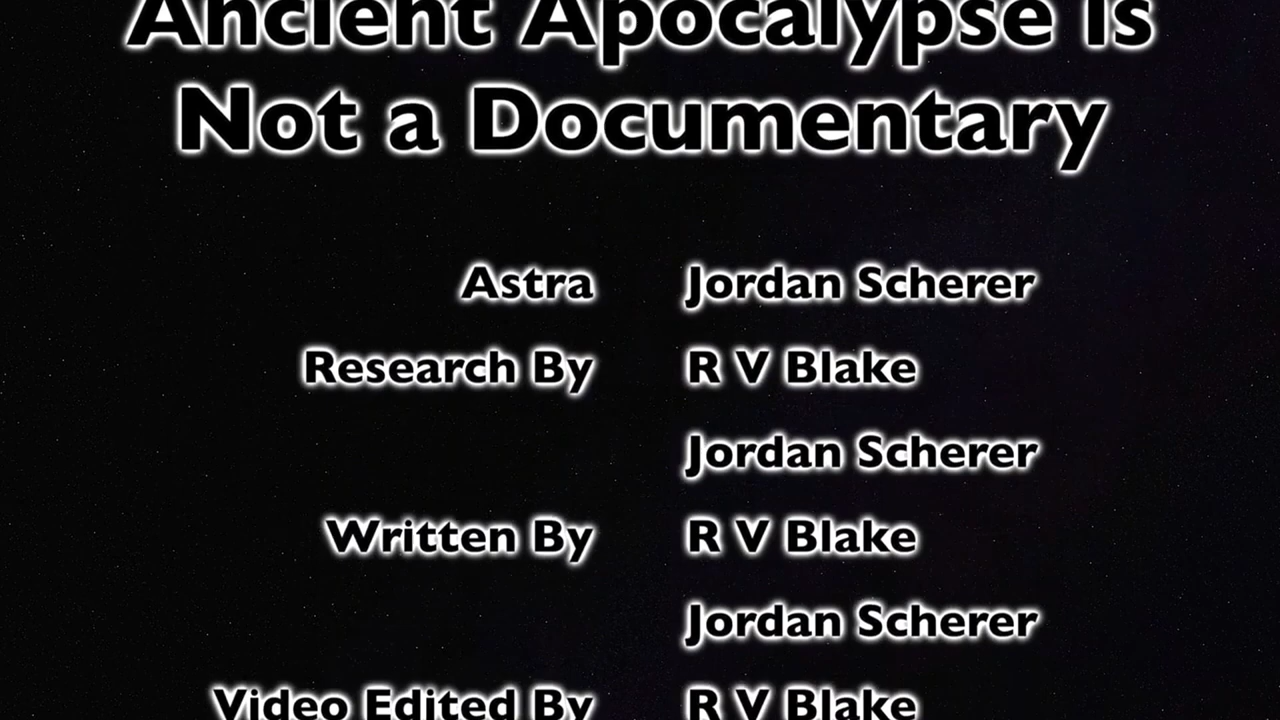 Ancient Apocalypse Is
Not a Documentary
Astra Jordan Scherer
Research By R V Blake
Jordan Scherer
Written By R V Blake
Jordan Scherer
Video Edited By R V Blake